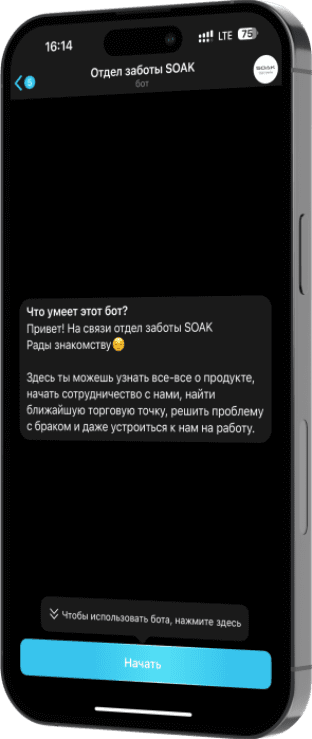 16:14
LTE 75
Отдел заботы SOAK
бот
SOAK
Что умеет этот бот?
Привет! На связи отдел заботы SOAK
Рады знакомству😊
Здесь ты можешь узнать все-все о продукте,
начать сотрудничество с нами, найти
ближайшую торговую точку, решить проблему
с браком и даже устроиться к нам на работу.
Чтобы использовать бота, нажмите здесь
Начать